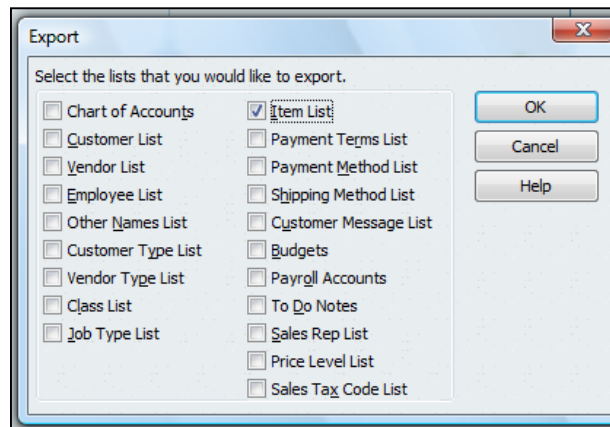 Export
Select the lists that you would like to export.
Chart of Accounts
Customer List
Vendor List
Employee List
Other Names List
Customer Type List
Vendor Type List
Class List
Job Type List
Item List
Payment Terms List
Payment Method List
Shipping Method List
Customer Message List
Budgets
Payroll Accounts
To Do Notes
Sales Rep List
Price Level List
Sales Tax Code List
OK
Cancel
Help